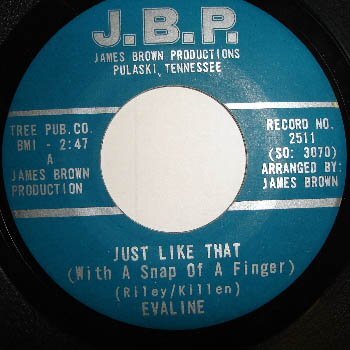 J.B.P.
JAMES BROWN PRODUCTIONS
PULASKI, TENNESSEE
TREE PUB. CO.
BMI - 2:47
A
JAMES BROWN
PRODUCTION
RECORD NO.
2511
(SO: 3070)
ARRANGED BY:
JAMES BROWN
JUST LIKE THAT
(With A Snap Of A Finger)
(Riley/Killen)
EVALINE